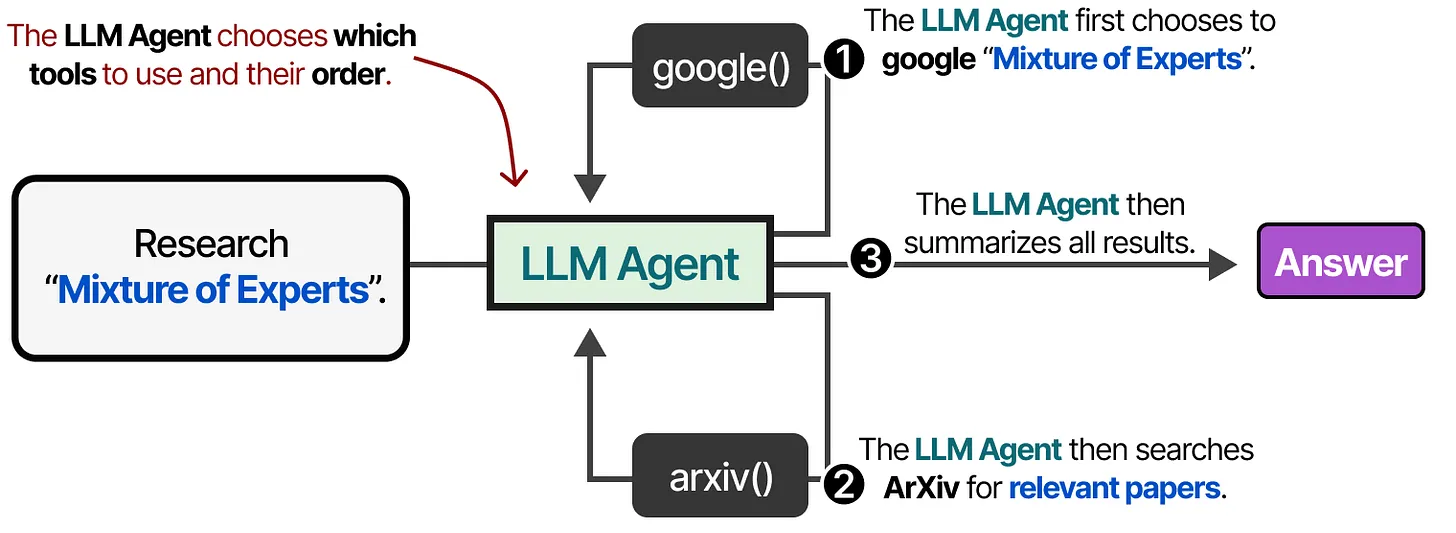 The LLM Agent chooses which
tools to use and their order.
google()
1
The LLM Agent first chooses to
google “Mixture of Experts”.
Research
“Mixture of Experts”.
LLM Agent
3
The LLM Agent then
summarizes all results.
Answer
arxiv()
2
The LLM Agent then searches
ArXiv for relevant papers.